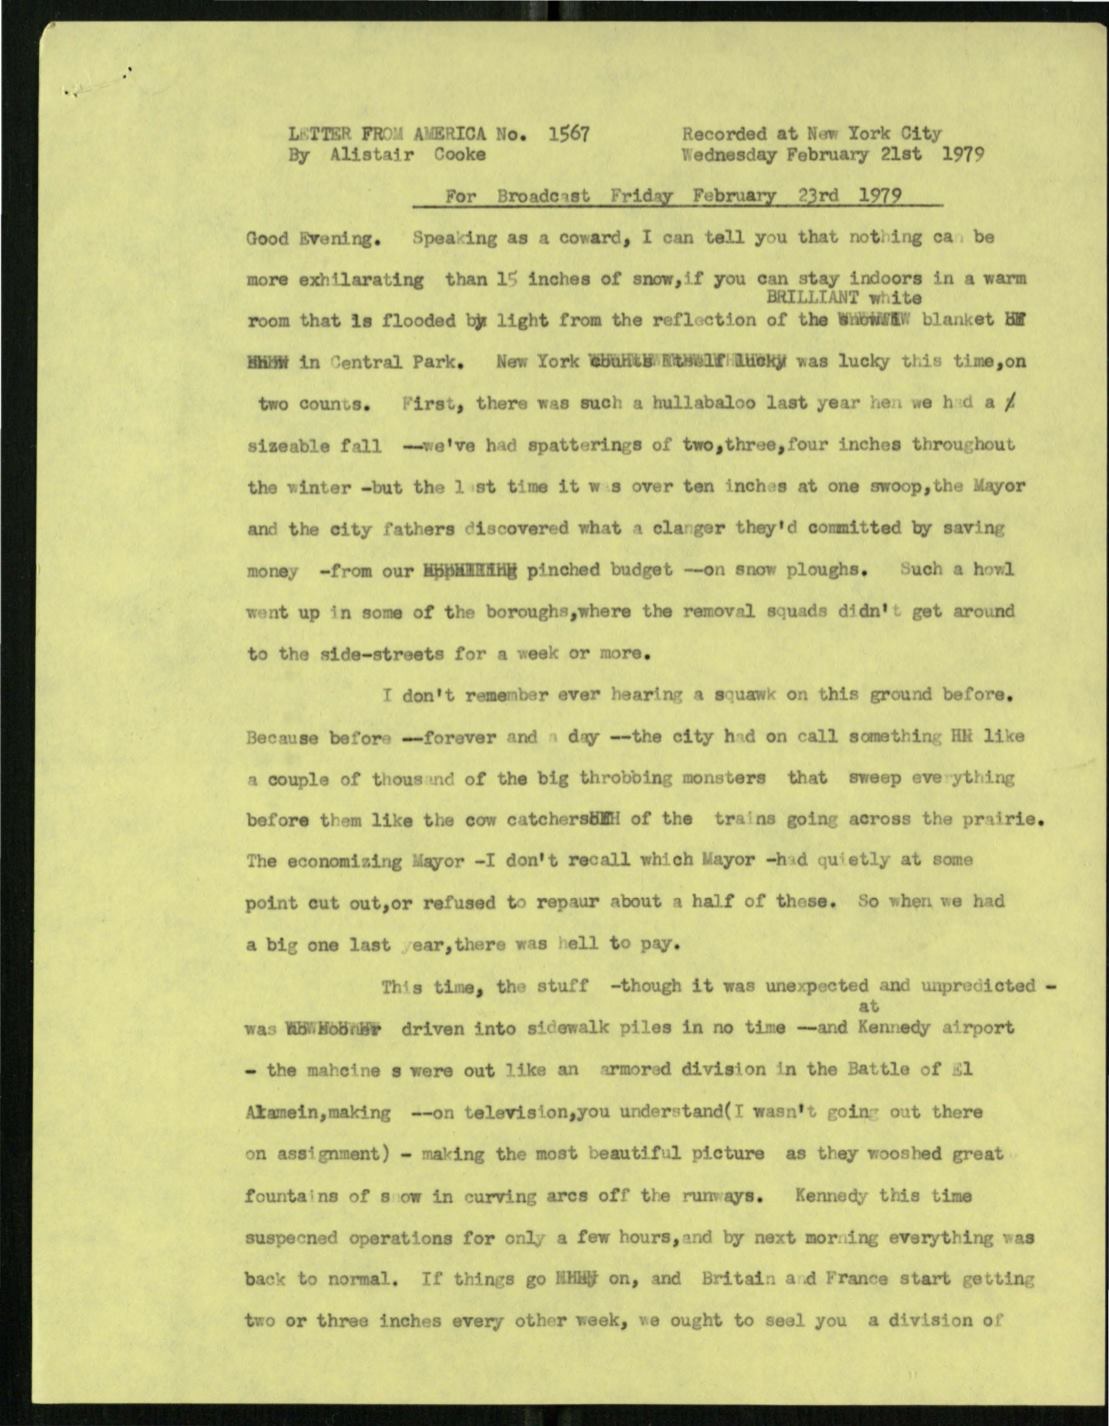 LETTER FROM AMERICA No. 1567 Recorded at New York City
By Alistair Cooke Wednesday February 21st 1979
For Broadcast Friday February 23rd 1979
Good Evening. Speaking as a coward, I can tell you that nothing can be
more exhilarating than 15 inches of snow,if you can stay indoors in a warm
BRILLIANT white
room that is flooded by light from the reflection of the blanket
in Central Park. New York was lucky this time,on
two counts. First, there was such a hullabaloo last year hen we had a
sizeable fall —we've had spatterings of two,three,four inches throughout
the winter -but the last time it was over ten inches at one swoop,the Mayor
and the city fathers discovered what a clanger they'd committed by saving
money -from our pinched budget --on snow ploughs. Such a howl
went up in some of the boroughs,where the removal squads didn't get around
to the side-streets for a week or more.
I don't remember ever hearing a squawk on this ground before.
Because before --forever and a day --the city had on call something like
a couple of thousand of the big throbbing monsters that sweep everything
before them like the cow catchers of the trains going across the prairie.
The economizing Mayor -I don't recall which Mayor -had quietly at some
point cut out,or refused to repaur about a half of these. So when we had
a big one last year,there was hell to pay.
This time, the stuff -though it was unexpected and unpredicted -
at
was driven into sidewalk piles in no time --and Kennedy airport
- the mahcine s were out like an armored division in the Battle of El
Alamein,making --on television,you understand(I wasn't going out there
on assignment) - making the most beautiful picture as they wooshed great
fountains of snow in curving arcs off the runways. Kennedy this time
suspecned operations for only a few hours,and by next morning everything was
back to normal. If things go on, and Britain and France start getting
two or three inches every other week, we ought to seel you a division of